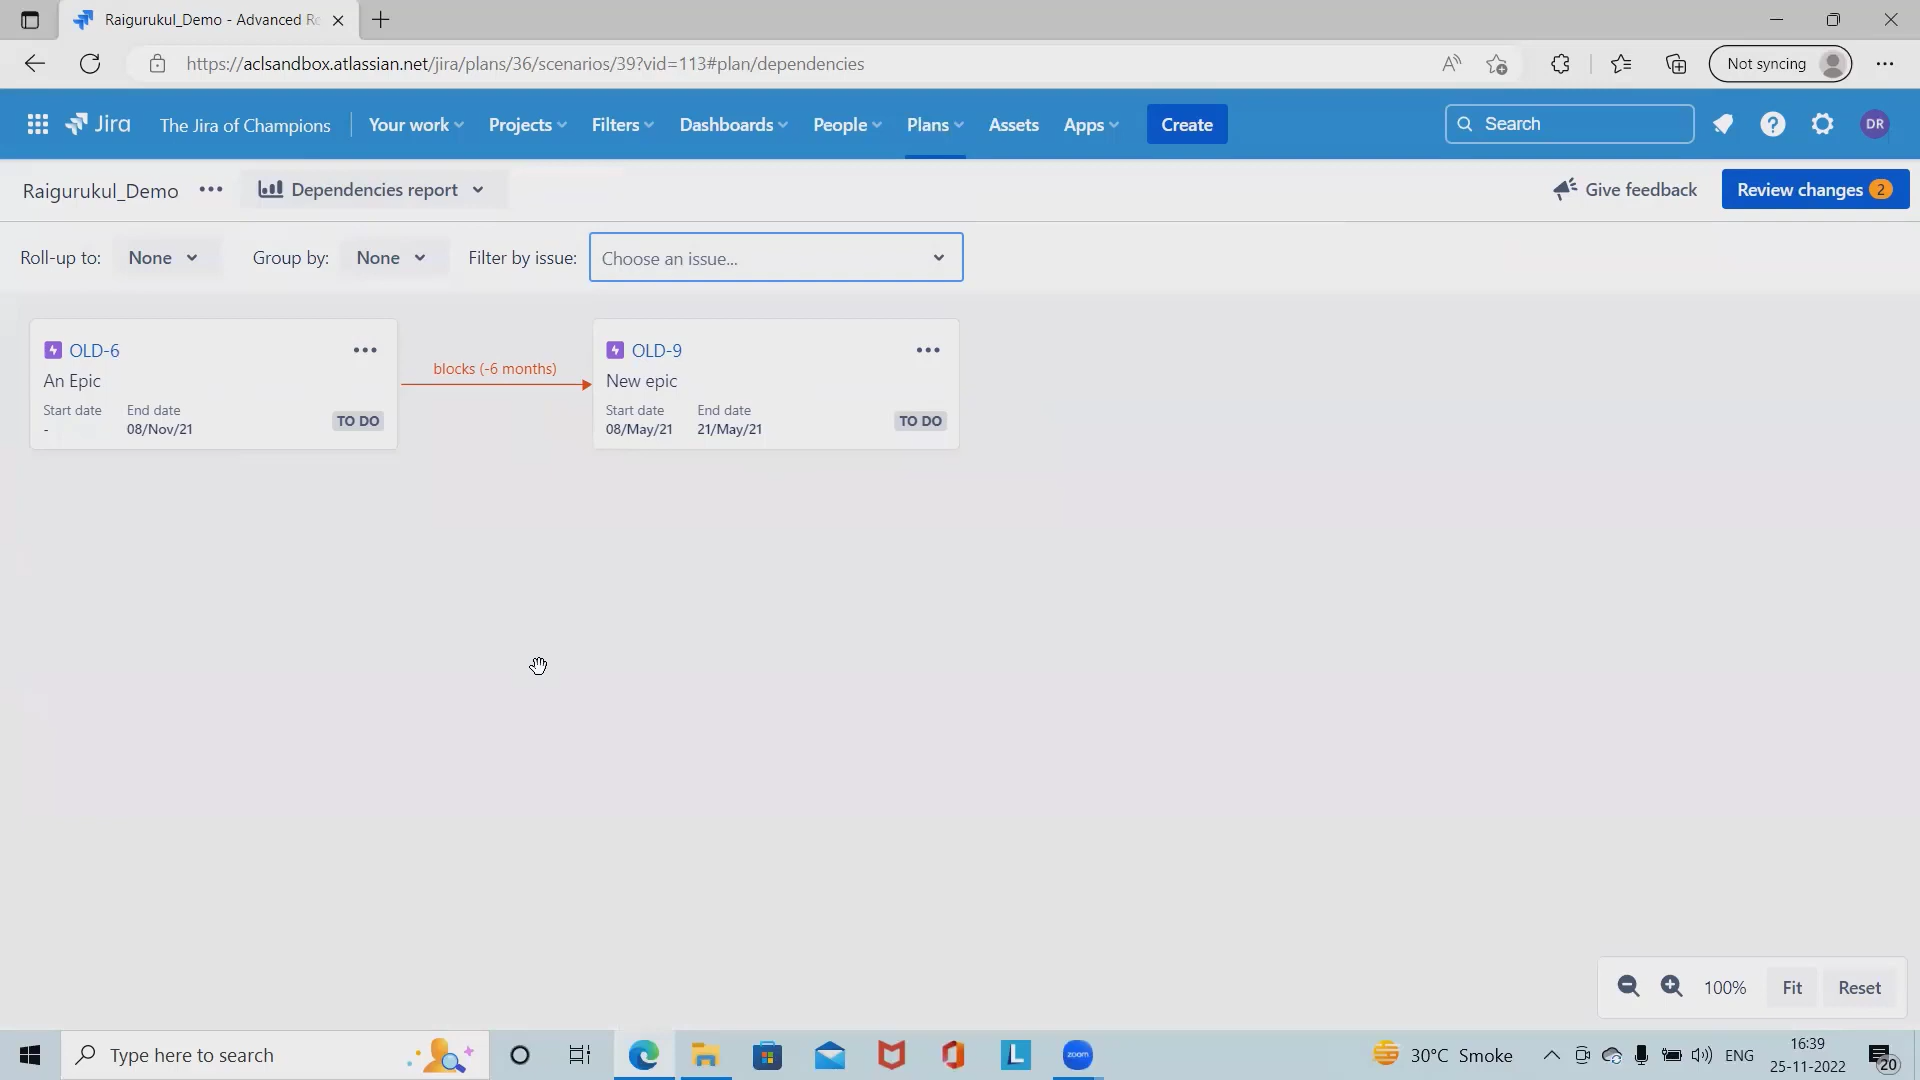 Raigurukul_Demo - Advanced Ro
https://aclsandbox.atlassian.net/jira/plans/36/scenarios/39?vid=113#plan/dependencies
Not syncing
Jira
The Jira of Champions
Your work
Projects
Filters
Dashboards
People
Plans
Assets
Apps
Create
Search
DR
Raigurukul_Demo
Dependencies report
Give feedback
Review changes 2
Roll-up to: None
Group by: None
Filter by issue: Choose an issue...
OLD-6
An Epic
Start date
-
End date
08/Nov/21
TO DO
blocks (-6 months)
OLD-9
New epic
Start date
08/May/21
End date
21/May/21
TO DO
100%
Fit
Reset
Type here to search
L
zoom
30°C Smoke
ENG
16:39
25-11-2022
20